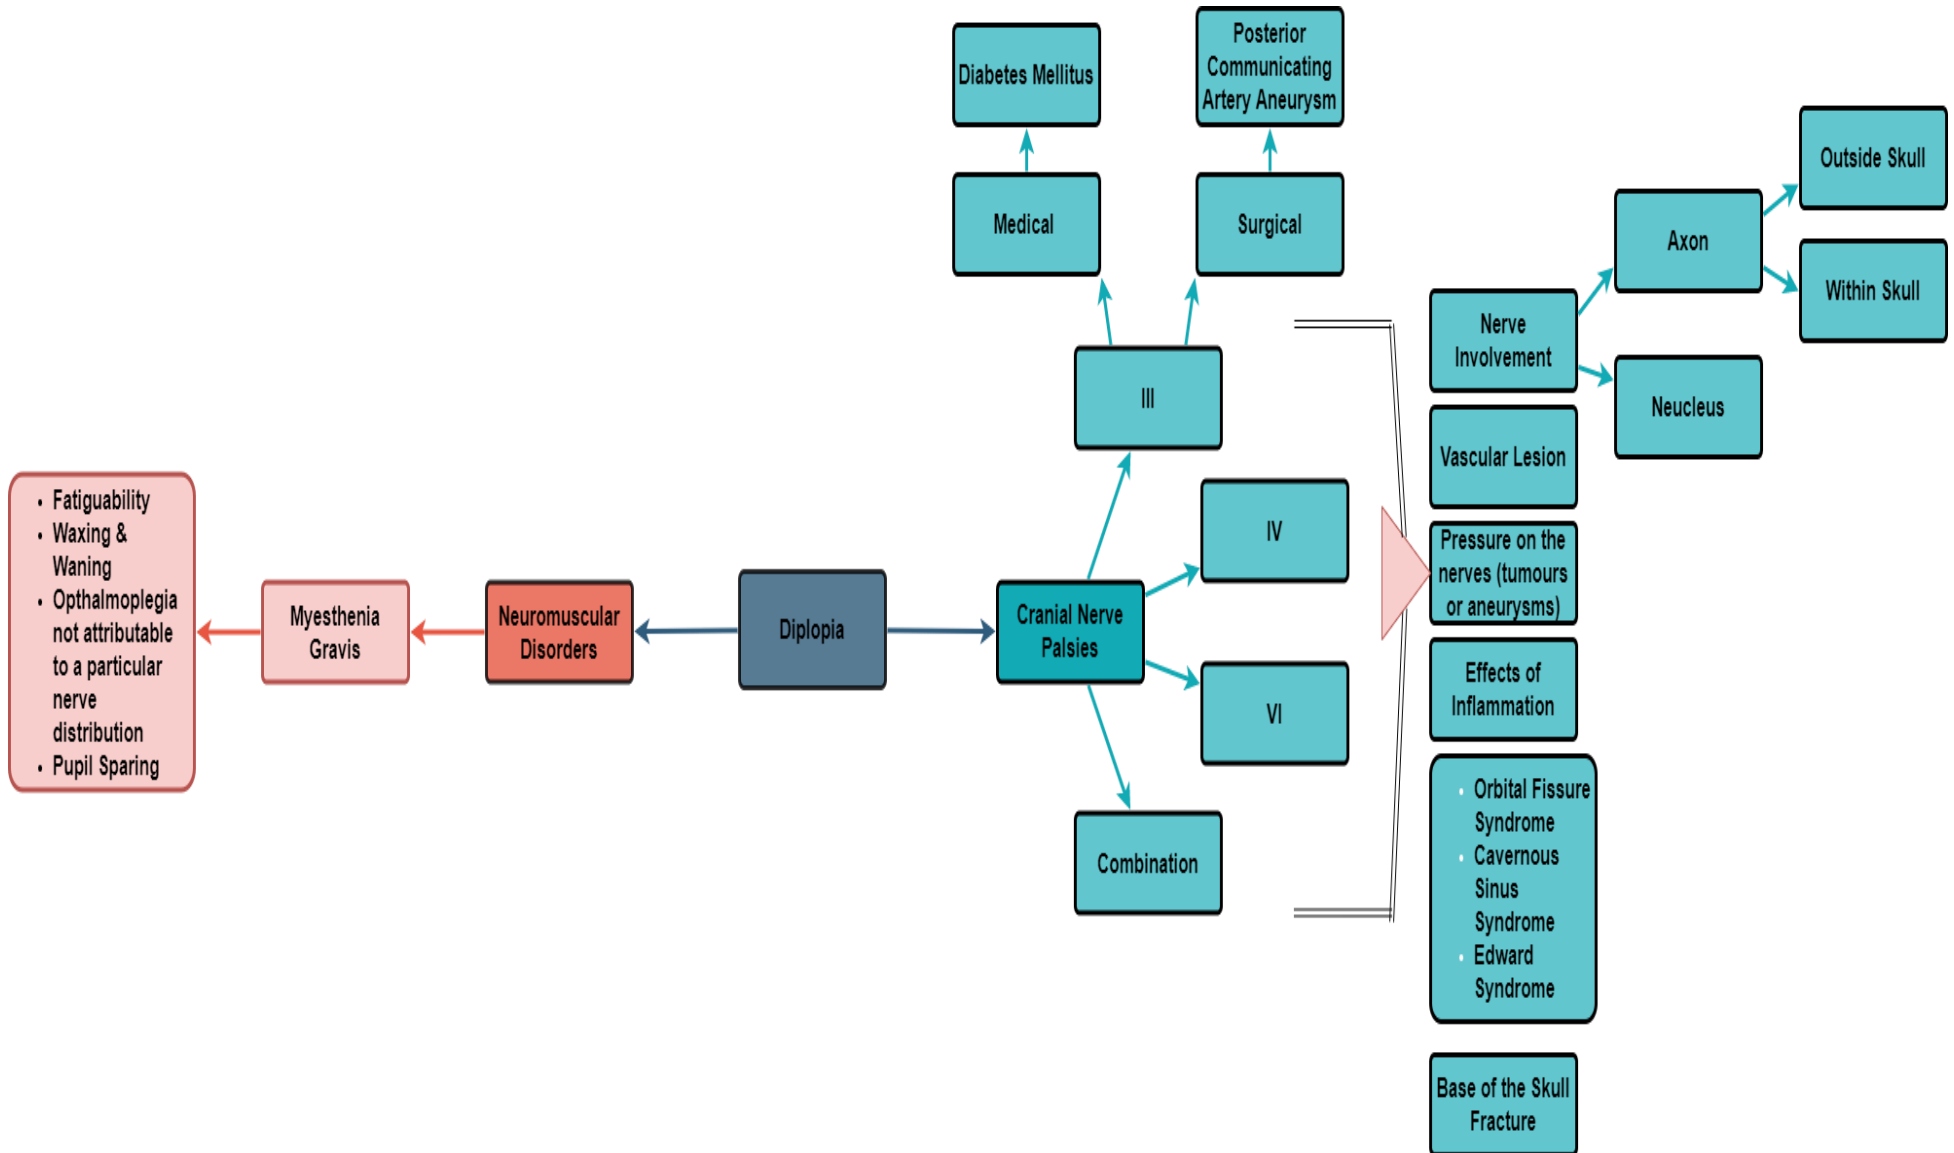 Diabetes Mellitus
Posterior
Communicating
Artery Aneurysm
Medical
Surgical
III
IV
VI
Combination
Cranial Nerve
Palsies
Diplopia
Neuromuscular
Disorders
Myesthenia
Gravis
• Fatiguability
• Waxing &
Waning
• Opthalmoplegia
not attributable
to a particular
nerve
distribution
• Pupil Sparing
Nerve
Involvement
Axon
Outside Skull
Within Skull
Neucleus
Vascular Lesion
Pressure on the
nerves (tumours
or aneurysms)
Effects of
Inflammation
• Orbital Fissure
Syndrome
• Cavernous
Sinus
Syndrome
• Edward
Syndrome
Base of the Skull
Fracture